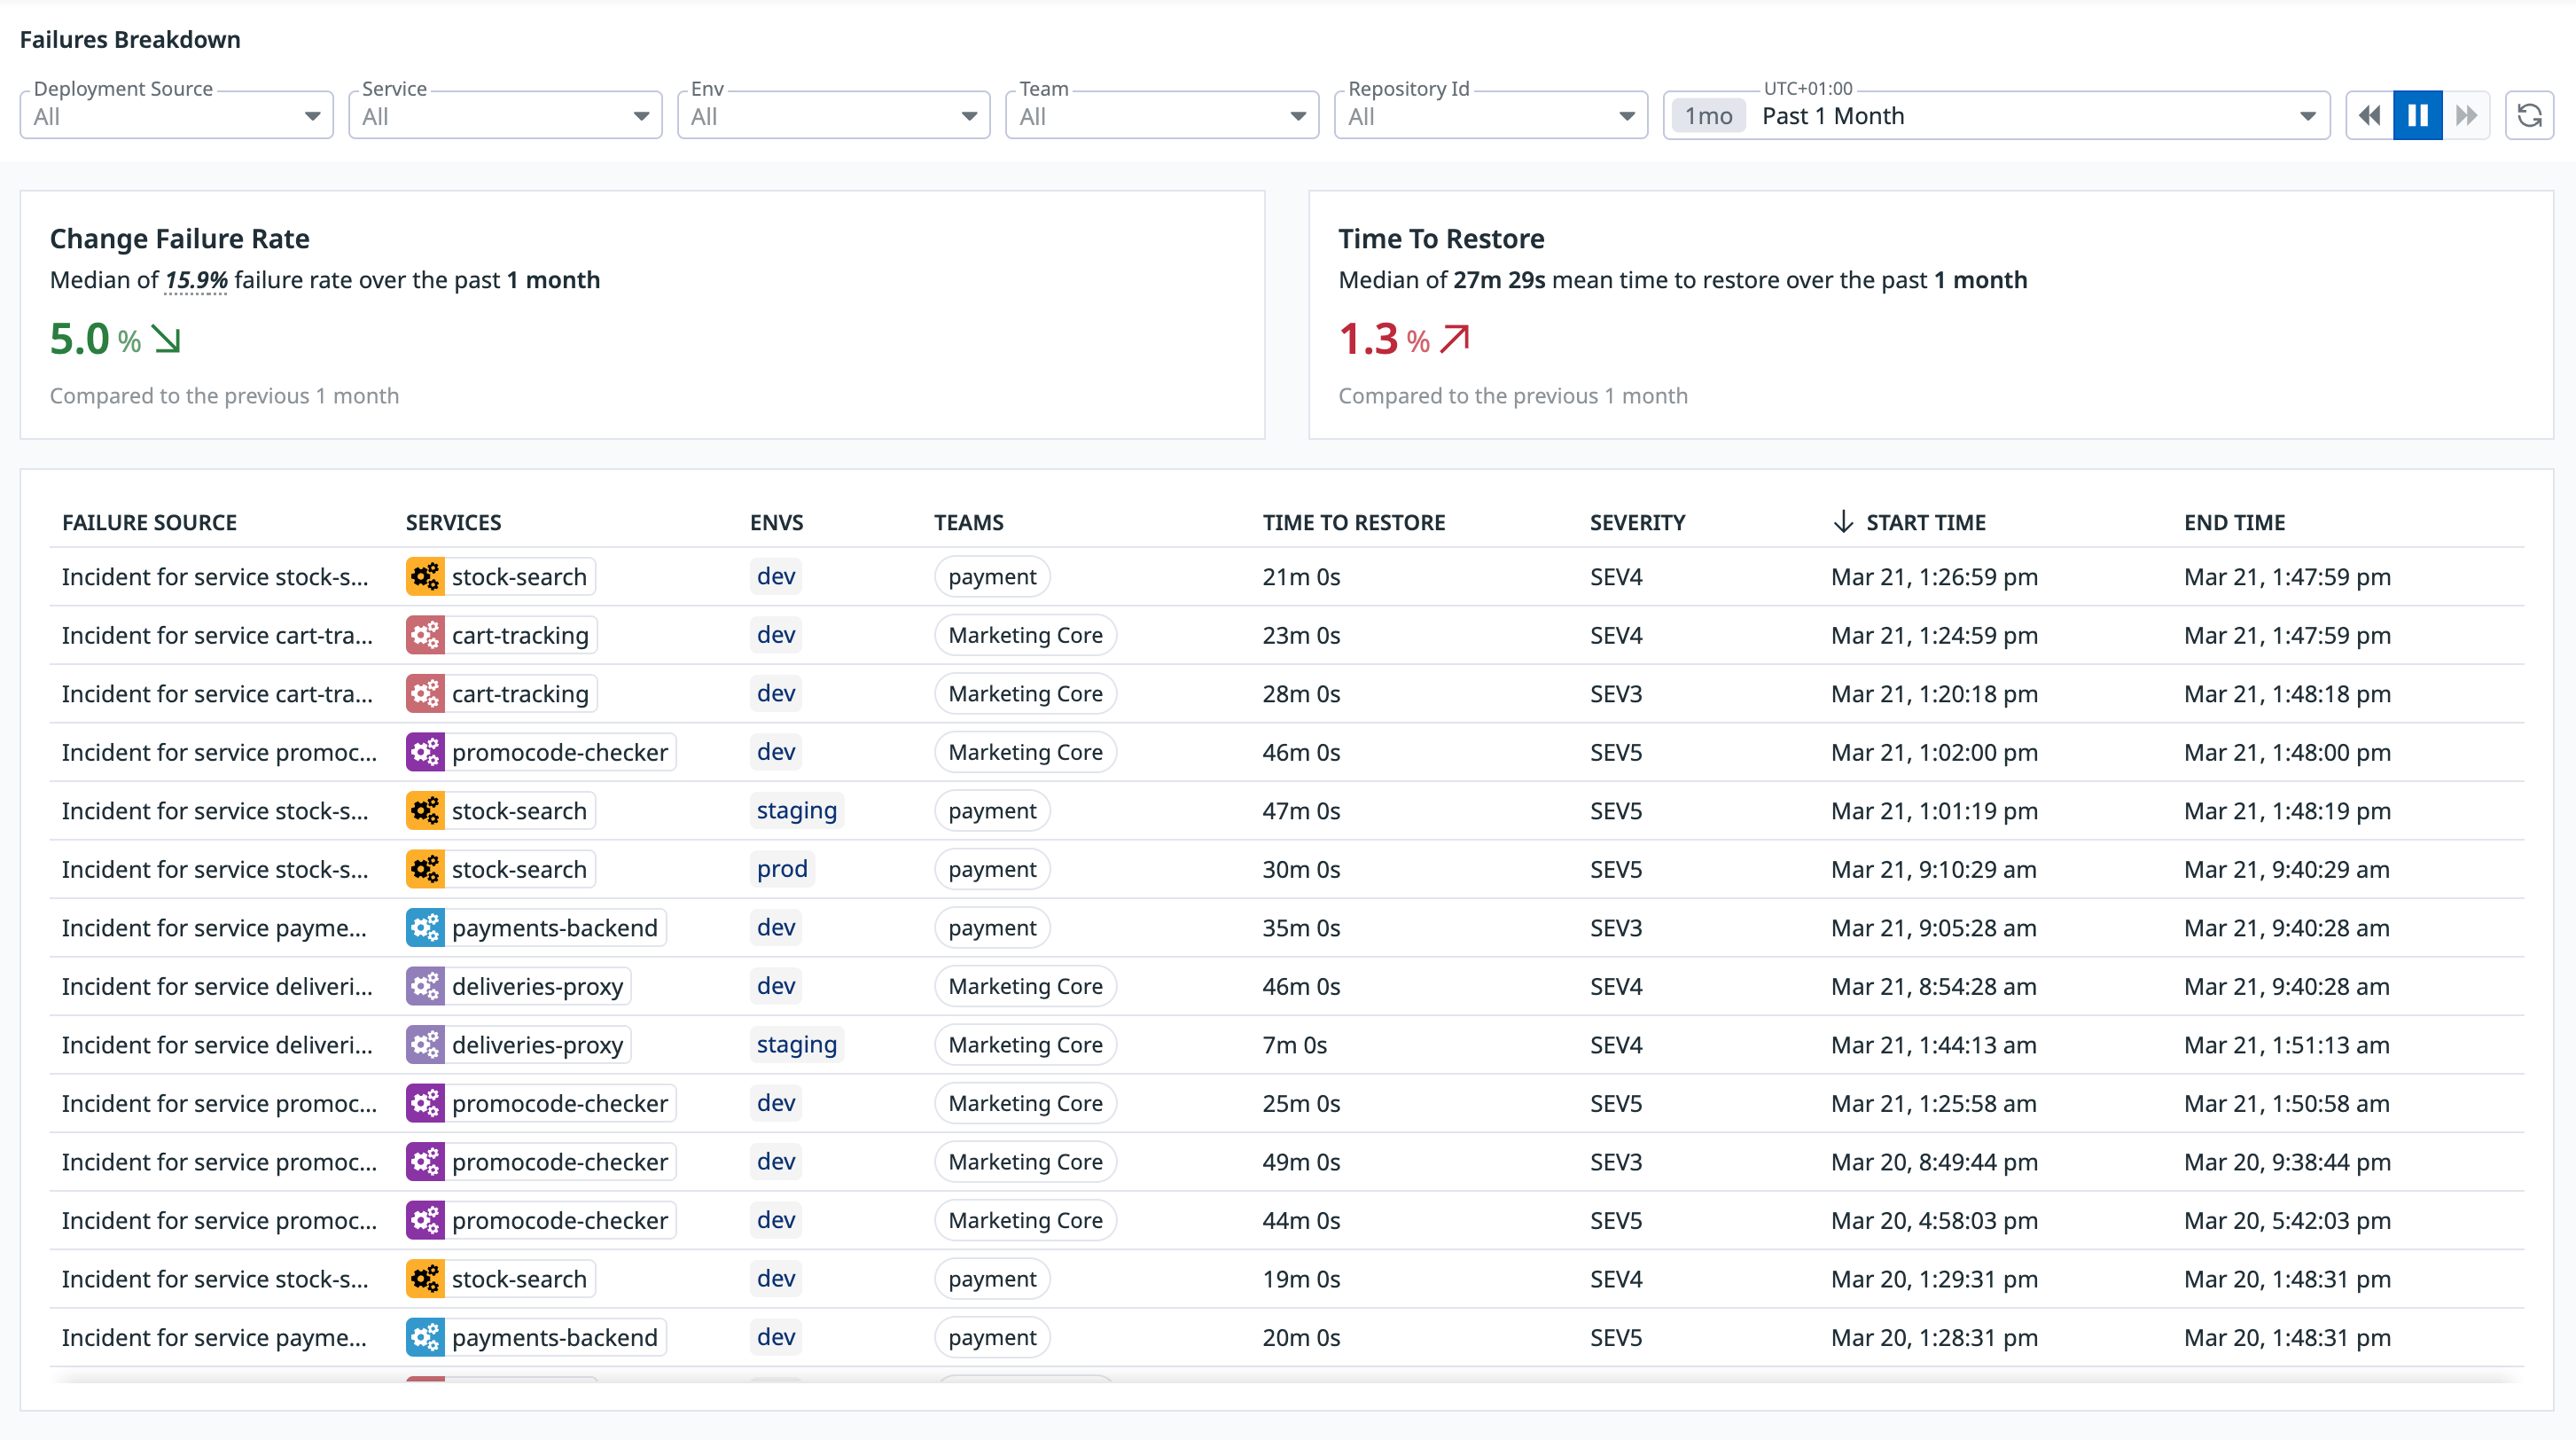 Failures Breakdown
Deployment Source Service Env Team Repository Id UTC+01:00
All All All All All 1mo Past 1 Month
Change Failure Rate
Median of 15.9% failure rate over the past 1 month
5.0 %
Compared to the previous 1 month
Time To Restore
Median of 27m 29s mean time to restore over the past 1 month
1.3 %
Compared to the previous 1 month
FAILURE SOURCE SERVICES ENVS TEAMS TIME TO RESTORE SEVERITY START TIME END TIME
Incident for service stock-s... stock-search dev payment 21m 0s SEV4 Mar 21, 1:26:59 pm Mar 21, 1:47:59 pm
Incident for service cart-tra... cart-tracking dev Marketing Core 23m 0s SEV4 Mar 21, 1:24:59 pm Mar 21, 1:47:59 pm
Incident for service cart-tra... cart-tracking dev Marketing Core 28m 0s SEV3 Mar 21, 1:20:18 pm Mar 21, 1:48:18 pm
Incident for service promoc... promocode-checker dev Marketing Core 46m 0s SEV5 Mar 21, 1:02:00 pm Mar 21, 1:48:00 pm
Incident for service stock-s... stock-search staging payment 47m 0s SEV5 Mar 21, 1:01:19 pm Mar 21, 1:48:19 pm
Incident for service stock-s... stock-search prod payment 30m 0s SEV5 Mar 21, 9:10:29 am Mar 21, 9:40:29 am
Incident for service payme... payments-backend dev payment 35m 0s SEV3 Mar 21, 9:05:28 am Mar 21, 9:40:28 am
Incident for service deliveri... deliveries-proxy dev Marketing Core 46m 0s SEV4 Mar 21, 8:54:28 am Mar 21, 9:40:28 am
Incident for service deliveri... deliveries-proxy staging Marketing Core 7m 0s SEV4 Mar 21, 1:44:13 am Mar 21, 1:51:13 am
Incident for service promoc... promocode-checker dev Marketing Core 25m 0s SEV5 Mar 21, 1:25:58 am Mar 21, 1:50:58 am
Incident for service promoc... promocode-checker dev Marketing Core 49m 0s SEV3 Mar 20, 8:49:44 pm Mar 20, 9:38:44 pm
Incident for service promoc... promocode-checker dev Marketing Core 44m 0s SEV5 Mar 20, 4:58:03 pm Mar 20, 5:42:03 pm
Incident for service stock-s... stock-search dev payment 19m 0s SEV4 Mar 20, 1:29:31 pm Mar 20, 1:48:31 pm
Incident for service payme... payments-backend dev payment 20m 0s SEV5 Mar 20, 1:28:31 pm Mar 20, 1:48:31 pm